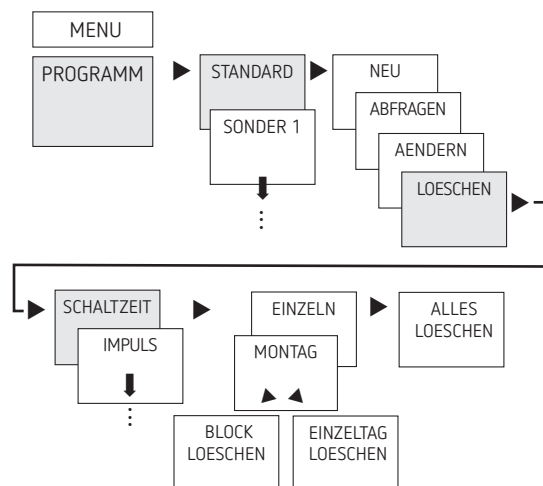 MENU
PROGRAMM
STANDARD
SONDER 1
NEU
ABFRAGEN
AENDERN
LOESCHEN
SCHALTZEIT
IMPULS
EINZELN
MONTAG
ALLES
LOESCHEN
BLOCK
LOESCHEN
EINZELTAG
LOESCHEN